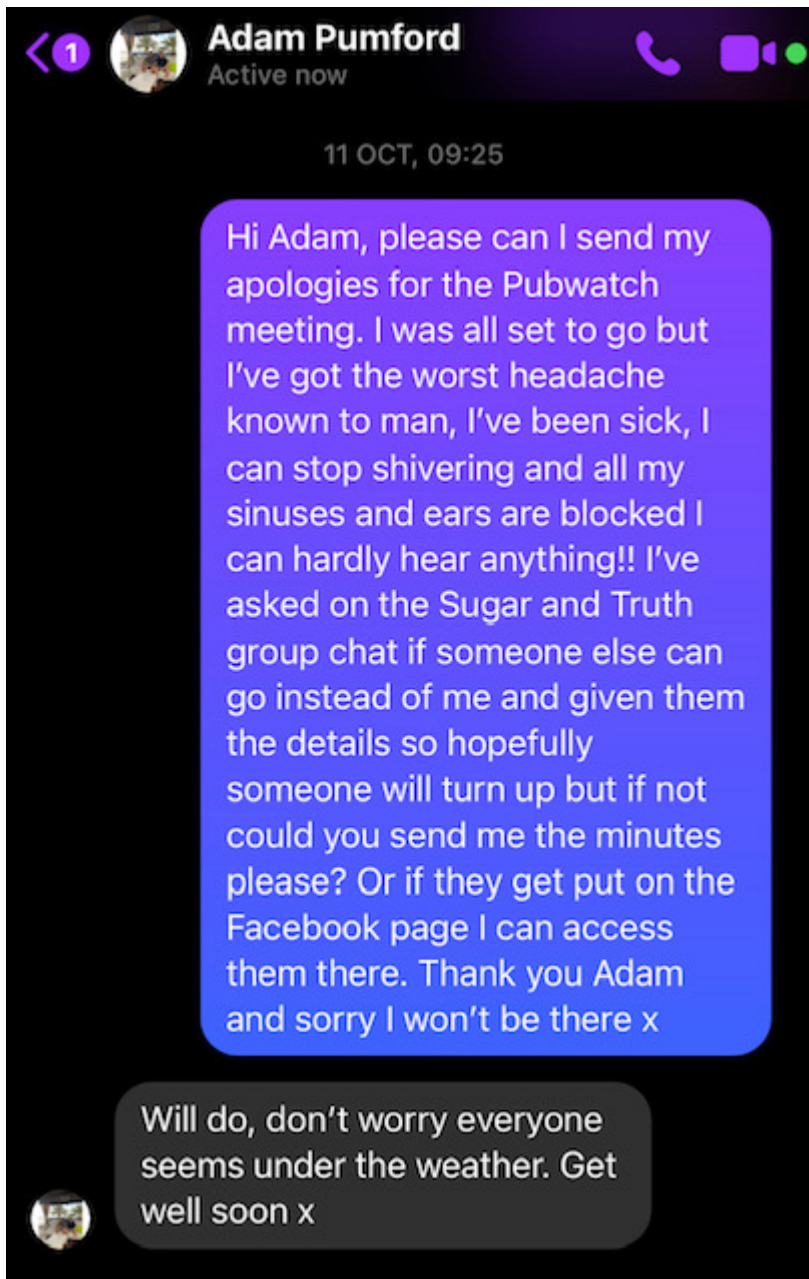 1
Adam Pumford
Active now
11 OCT, 09:25
Hi Adam, please can I send my
apologies for the Pubwatch
meeting. I was all set to go but
I’ve got the worst headache
known to man, I’ve been sick, I
can stop shivering and all my
sinuses and ears are blocked I
can hardly hear anything!! I’ve
asked on the Sugar and Truth
group chat if someone else can
go instead of me and given them
the details so hopefully
someone will turn up but if not
could you send me the minutes
please? Or if they get put on the
Facebook page I can access
them there. Thank you Adam
and sorry I won’t be there x
Will do, don’t worry everyone
seems under the weather. Get
well soon x